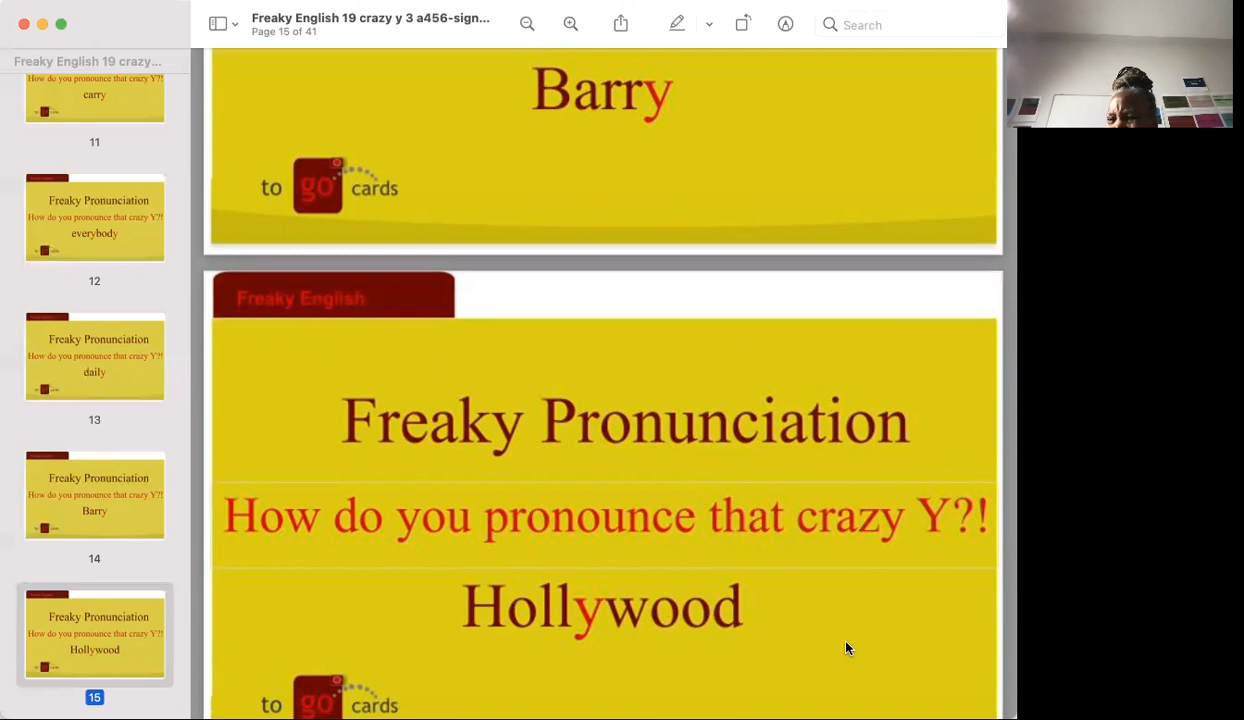 Freaky English 19 crazy y 3 a456-sign...
Page 15 of 41
Search
Freaky English 19 crazy...
How do you pronounce that crazy Y?!
carry
11
Freaky Pronunciation
How do you pronounce that crazy Y?!
everybody
12
Freaky Pronunciation
How do you pronounce that crazy Y?!
daily
13
Freaky Pronunciation
How do you pronounce that crazy Y?!
Barry
14
Freaky Pronunciation
How do you pronounce that crazy Y?!
Hollywood
15
Barry
to go cards
Freaky English
Freaky Pronunciation
How do you pronounce that crazy Y?!
Hollywood
to go cards